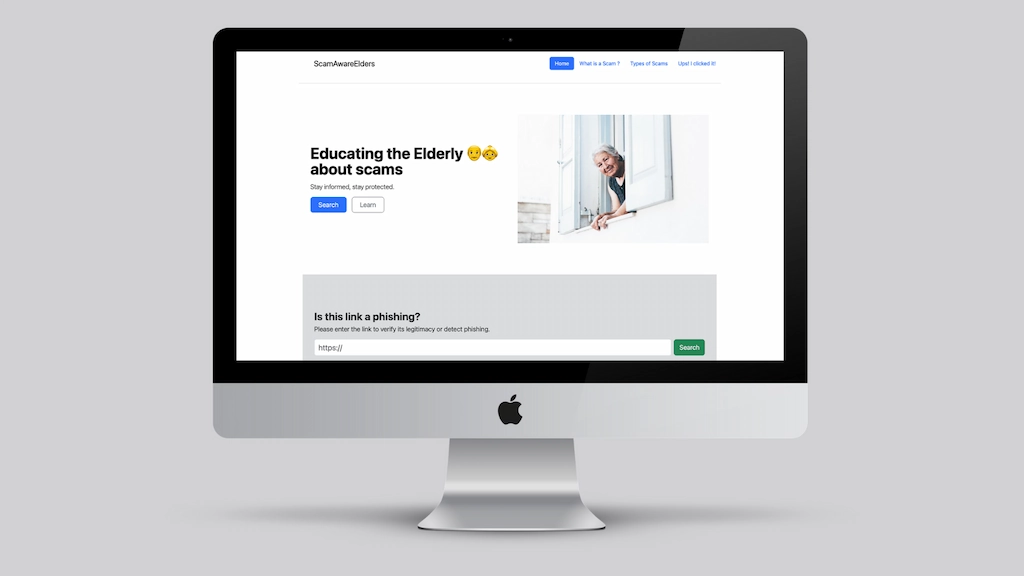 ScamAwareElders
Home What is a Scam ? Types of Scams Ups! I clicked it!
Educating the Elderly 👴👵
about scams
Stay informed, stay protected.
Search Learn
Is this link a phishing?
Please enter the link to verify its legitimacy or detect phishing.
https:// Search